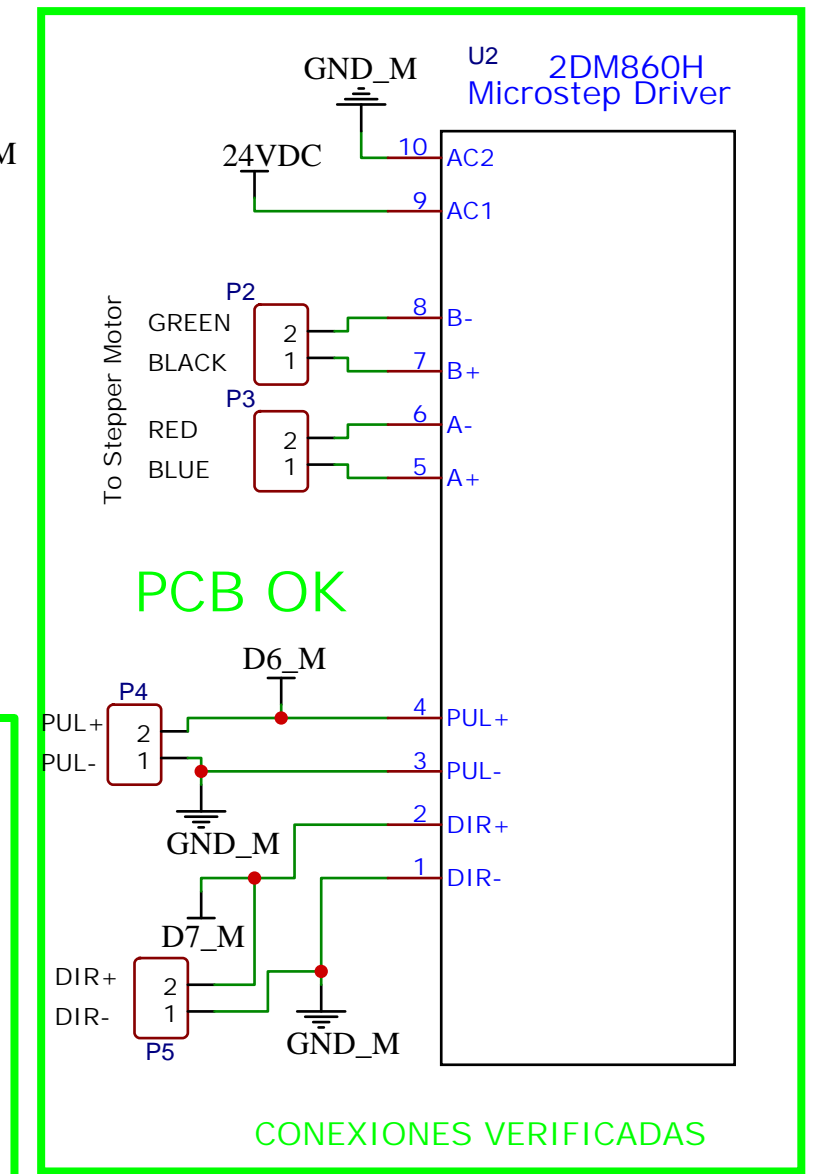 GND_M
U2
2DM860H
Microstep Driver
M
24VDC
10
AC2
9
AC1
P2
GREEN
2
8
B-
BLACK
1
7
B+
To Stepper Motor
P3
RED
2
6
A-
BLUE
1
5
A+
PCB OK
D6_M
P4
PUL+
2
4
PUL+
PUL-
1
3
PUL-
GND_M
2
DIR+
1
DIR-
D7_M
DIR+
2
DIR-
1
P5
GND_M
CONEXIONES VERIFICADAS